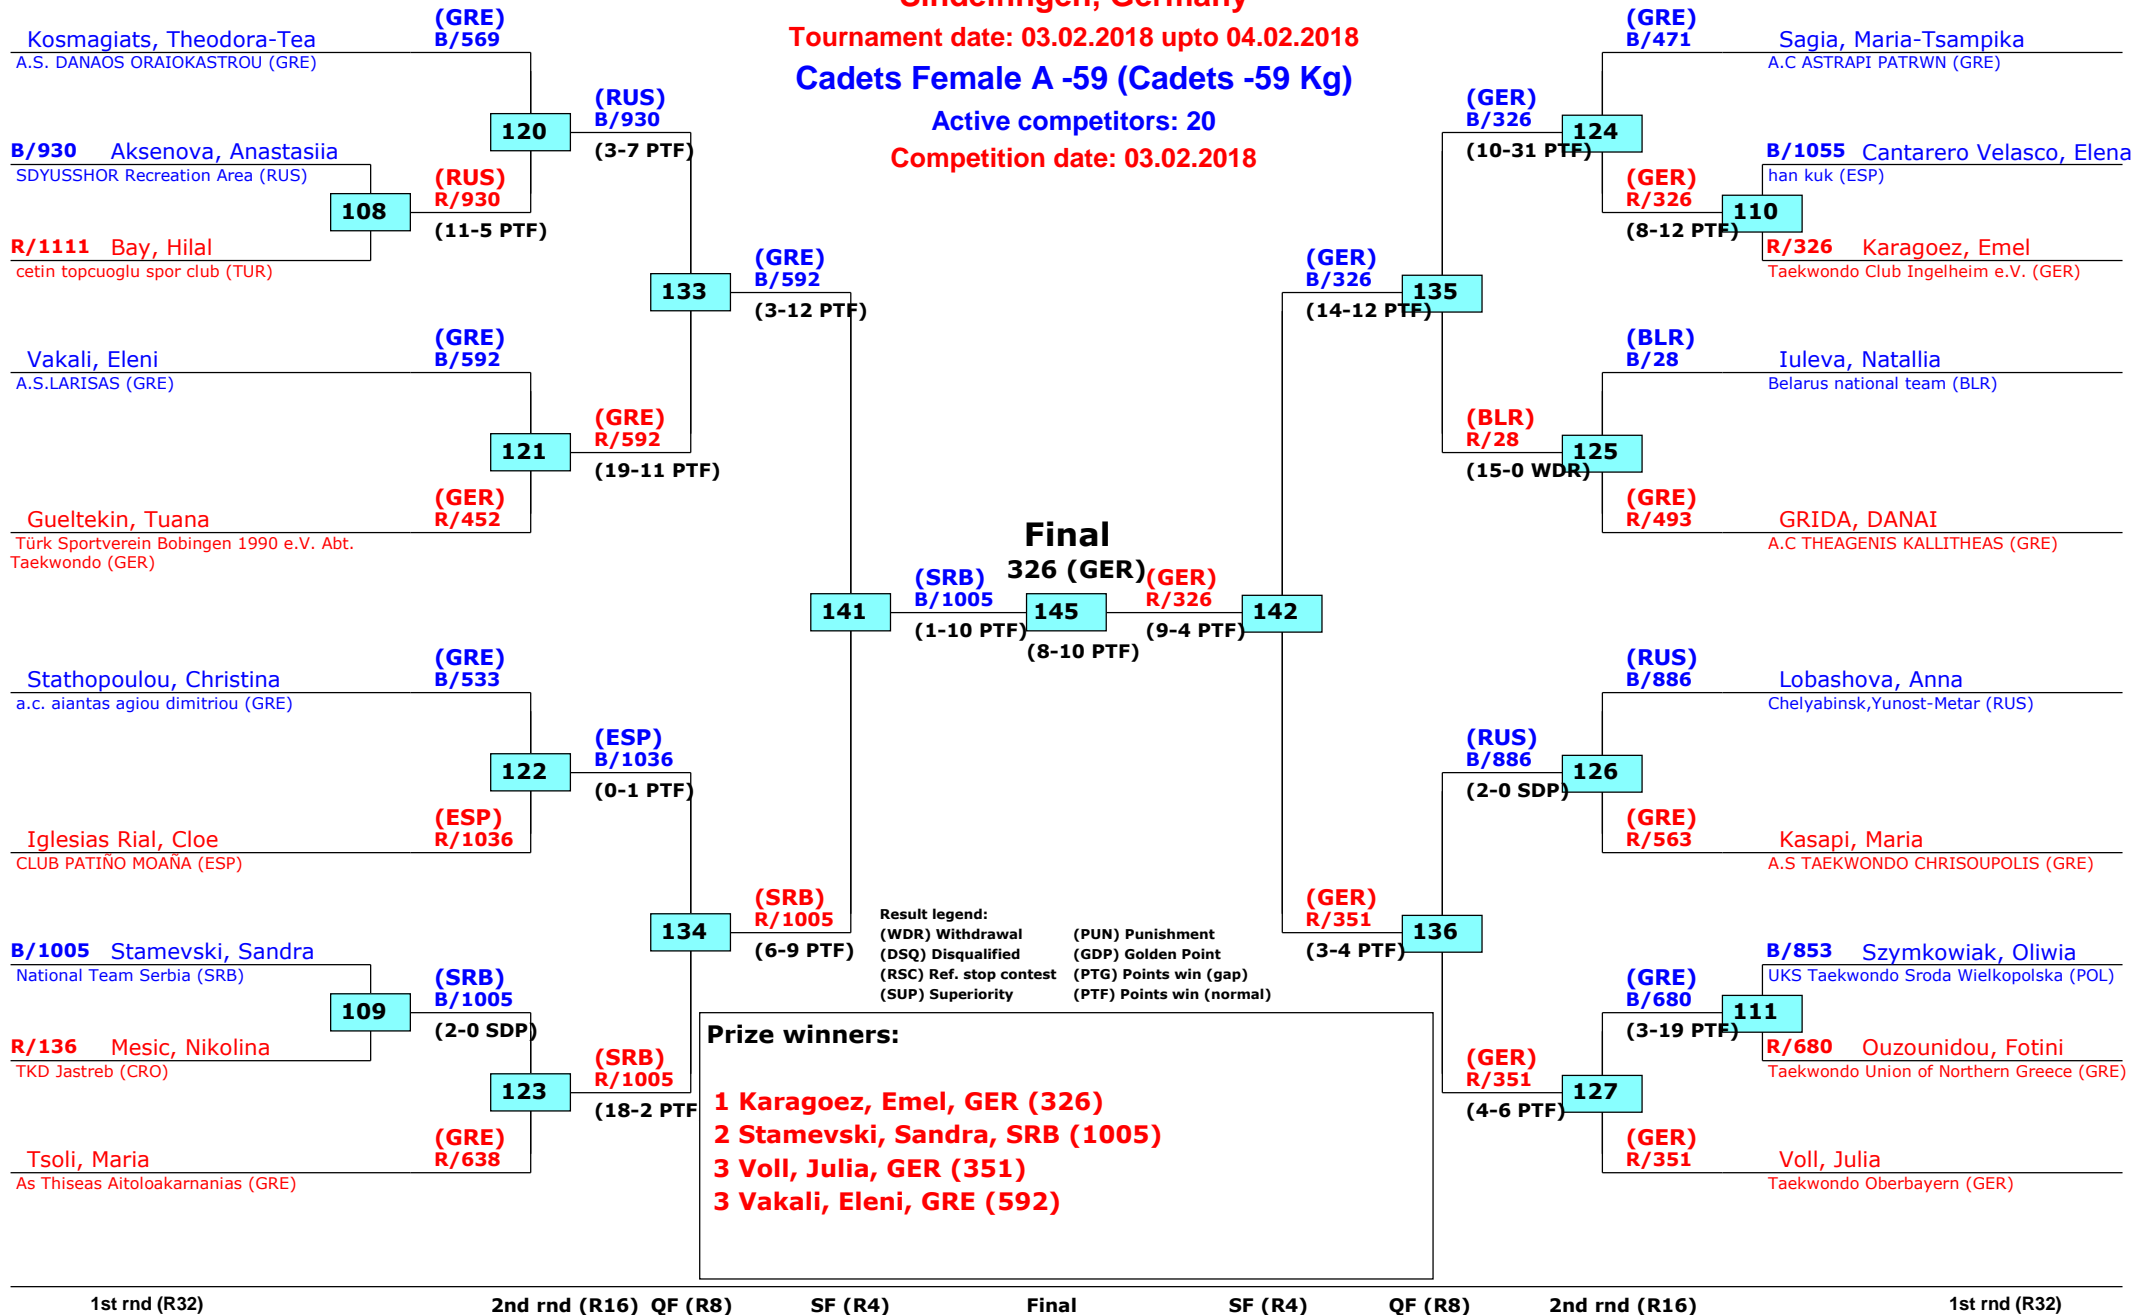 Sindelfingen, Germany
Tournament date: 03.02.2018 upto 04.02.2018
Cadets Female A -59 (Cadets -59 Kg)
Active competitors: 20
Competition date: 03.02.2018
Kosmagiats, Theodora-Tea
A.S. DANAOS ORAIOKASTROU (GRE)
(GRE)
B/569
B/930 Aksenova, Anastasiia
SDYUSSHOR Recreation Area (RUS)
108
R/1111 Bay, Hilal
cetin topcuoglu spor club (TUR)
(RUS)
R/930
(11-5 PTF)
120
(RUS)
B/930
(3-7 PTF)
Vakali, Eleni
A.S.LARISAS (GRE)
(GRE)
B/592
Gueltekin, Tuana
Türk Sportverein Bobingen 1990 e.V. Abt.
Taekwondo (GER)
(GER)
R/452
121
(GRE)
R/592
(19-11 PTF)
133
(GRE)
B/592
(3-12 PTF)
Stathopoulou, Christina
a.c. aiantas agiou dimitriou (GRE)
(GRE)
B/533
Iglesias Rial, Cloe
CLUB PATIÑO MOAÑA (ESP)
(ESP)
R/1036
122
(ESP)
B/1036
(0-1 PTF)
B/1005 Stamevski, Sandra
National Team Serbia (SRB)
109
R/136 Mesic, Nikolina
TKD Jastreb (CRO)
(SRB)
B/1005
(2-0 SDP)
Tsoli, Maria
As Thiseas Aitoloakarnanias (GRE)
(GRE)
R/638
123
(SRB)
R/1005
(18-2 PTF
134
(SRB)
R/1005
(6-9 PTF)
141
(SRB)
B/1005
(1-10 PTF)
Final
326 (GER)
145
(8-10 PTF)
(GER)
R/326
(9-4 PTF)
142
(GER)
B/326
(14-12 PTF)
135
(GER)
B/326
(10-31 PTF)
124
(GRE)
B/471
Sagia, Maria-Tsampika
A.C ASTRAPI PATRWN (GRE)
(GER)
R/326
(8-12 PTF)
110
B/1055 Cantarero Velasco, Elena
han kuk (ESP)
R/326 Karagoez, Emel
Taekwondo Club Ingelheim e.V. (GER)
(BLR)
R/28
(15-0 WDR)
125
(BLR)
B/28
Iuleva, Natallia
Belarus national team (BLR)
(GRE)
R/493
GRIDA, DANAI
A.C THEAGENIS KALLITHEAS (GRE)
(GER)
R/351
(3-4 PTF)
136
(RUS)
B/886
(2-0 SDP)
126
(RUS)
B/886
Lobashova, Anna
Chelyabinsk,Yunost-Metar (RUS)
(GRE)
R/563
Kasapi, Maria
A.S TAEKWONDO CHRISOUPOLIS (GRE)
(GER)
R/351
(4-6 PTF)
127
(GRE)
B/680
(3-19 PTF)
111
B/853 Szymkowiak, Oliwia
UKS Taekwondo Sroda Wielkopolska (POL)
R/680 Ouzounidou, Fotini
Taekwondo Union of Northern Greece (GRE)
(GER)
R/351
Voll, Julia
Taekwondo Oberbayern (GER)
Result legend:
(WDR) Withdrawal (PUN) Punishment
(DSQ) Disqualified (GDP) Golden Point
(RSC) Ref. stop contest (PTG) Points win (gap)
(SUP) Superiority (PTF) Points win (normal)
Prize winners:
1 Karagoez, Emel, GER (326)
2 Stamevski, Sandra, SRB (1005)
3 Voll, Julia, GER (351)
3 Vakali, Eleni, GRE (592)
1st rnd (R32) 2nd rnd (R16) QF (R8) SF (R4) Final SF (R4) QF (R8) 2nd rnd (R16) 1st rnd (R32)